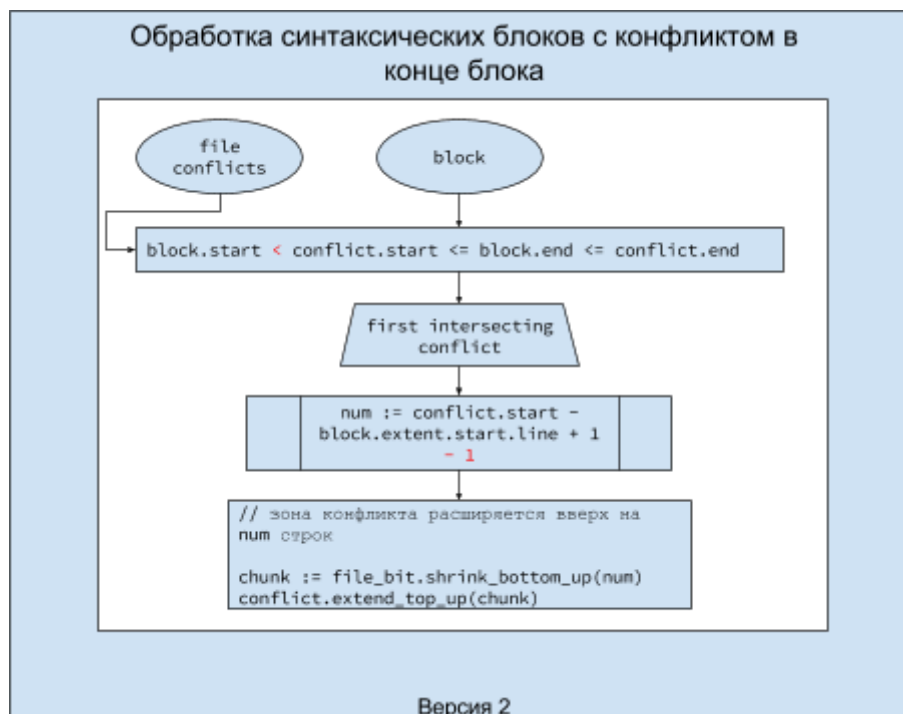 Обработка синтаксических блоков с конфликтом в
конце блока
file
conflicts
block
block.start < conflict.start <= block.end <= conflict.end
first intersecting
conflict
num := conflict.start -
block.extent.start.line + 1
- 1
// зона конфликта расширяется вверх на
num строк
chunk := file_bit.shrink_bottom_up(num)
conflict.extend_top_up(chunk)
Версия 2